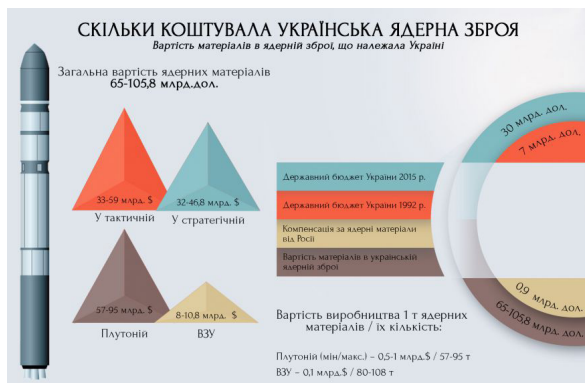 СКІЛЬКИ КОШТУВАЛА УКРАЇНСЬКА ЯДЕРНА ЗБРОЯ
Вартість матеріалів в ядерній зброї, що належала Україні
Загальна вартість ядерних матеріалів
65-105,8 млрд.дол.
33-59 млрд. $
У тактичній
32-46,8 млрд. $
У стратегічній
57-95 млрд. $
Плутоній
8-10,8 млрд. $
ВЗУ
30 млрд. дол.
7 млрд. дол.
Державний бюджет України 2015 р.
Державний бюджет України 1992 р.
Компенсація за ядерні матеріали
від Росії
Вартість матеріалів в українській
ядерній зброї
0,9 млрд. дол.
65-105,8 млрд. дол.
Вартість виробництва 1 т ядерних
матеріалів / їх кількість:
Плутоній (мін/макс.) – 0,5-1 млрд.$ / 57-95 т
ВЗУ – 0,1 млрд.$ / 80-108 т